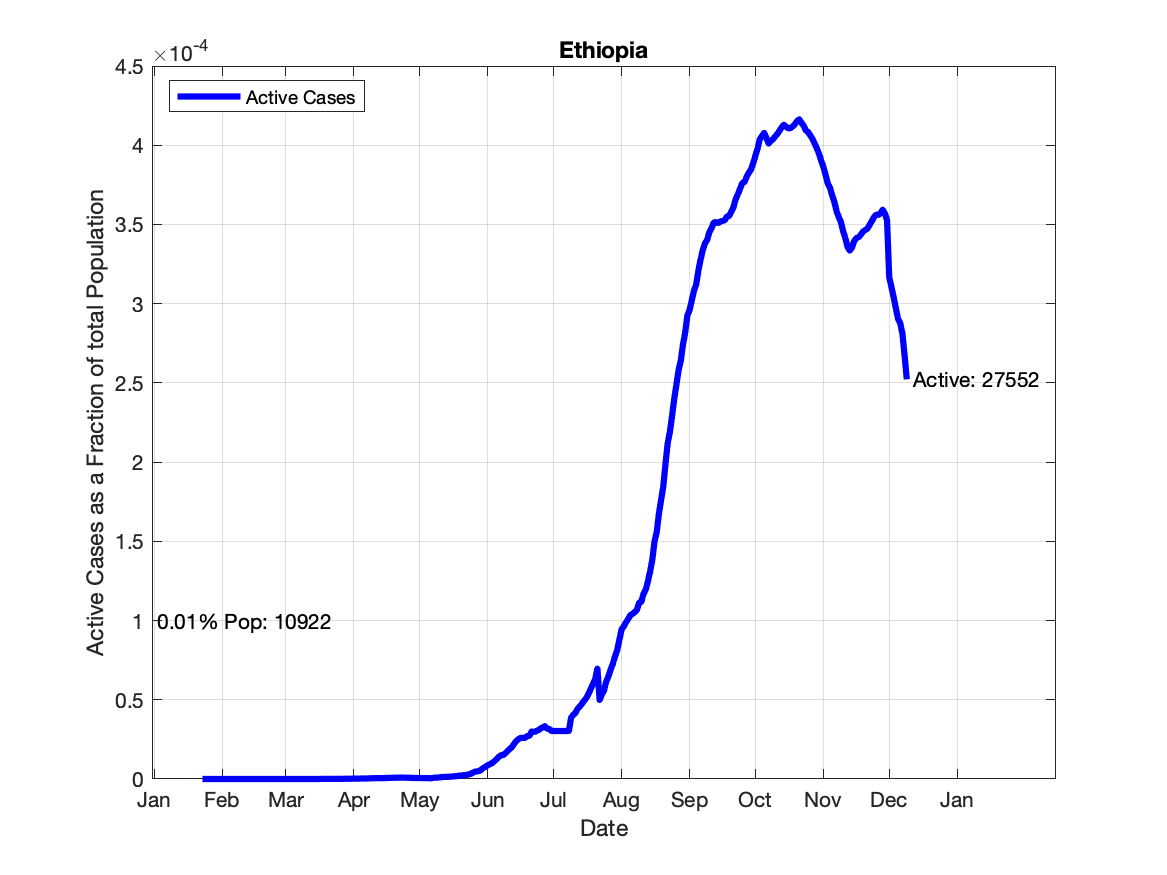 Ethiopia
×10-4
Active Cases
4.5
4
3.5
3
2.5
2
1.5
1
0.5
0
Active Cases as a Fraction of total Population
0.01% Pop: 10922
Active: 27552
Jan Feb Mar Apr May Jun Jul Aug Sep Oct Nov Dec Jan
Date